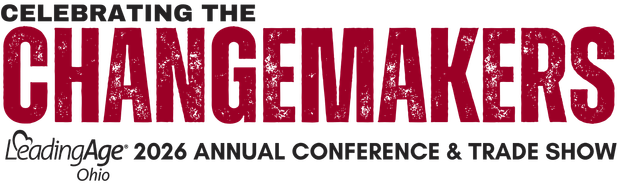 CELEBRATING THE
CHANGEMAKERS
LeadingAge® 2026 ANNUAL CONFERENCE & TRADE SHOW
Ohio